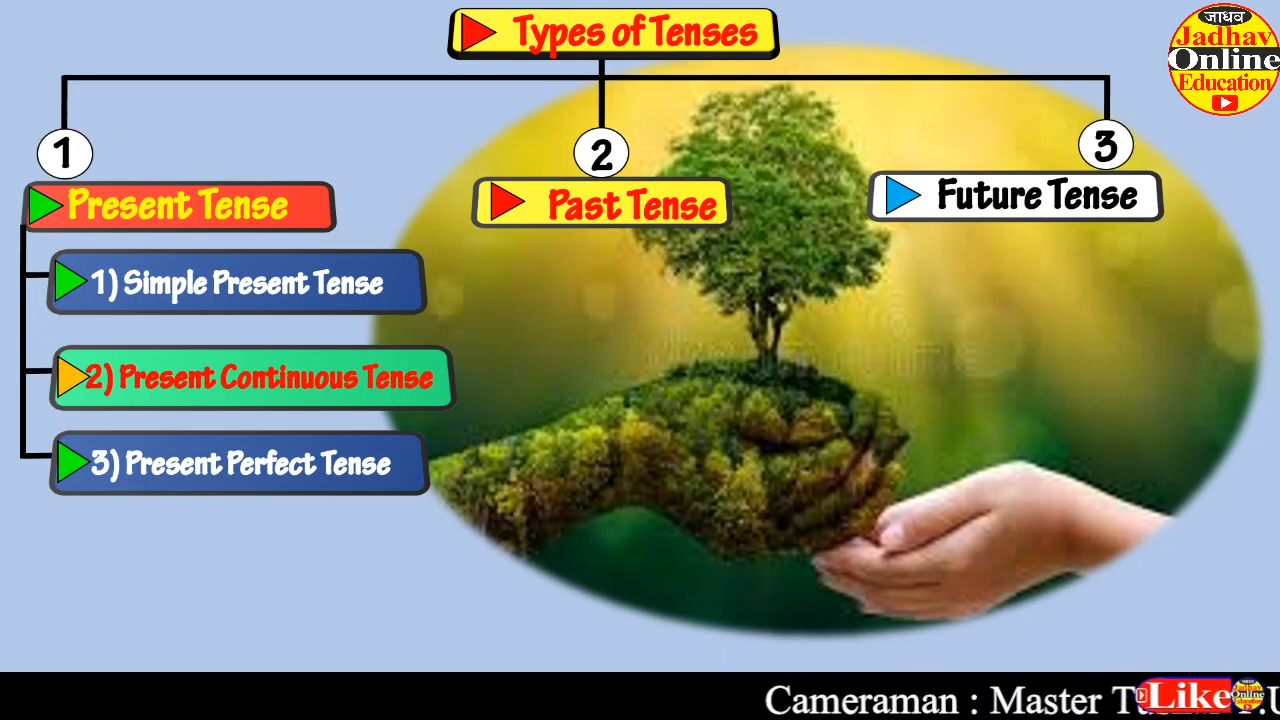 Types of Tenses
जाधव
Jadhav
Online
Education
1
2
3
Present Tense
Past Tense
Future Tense
1) Simple Present Tense
2) Present Continuous Tense
3) Present Perfect Tense
Cameraman : Master
Like